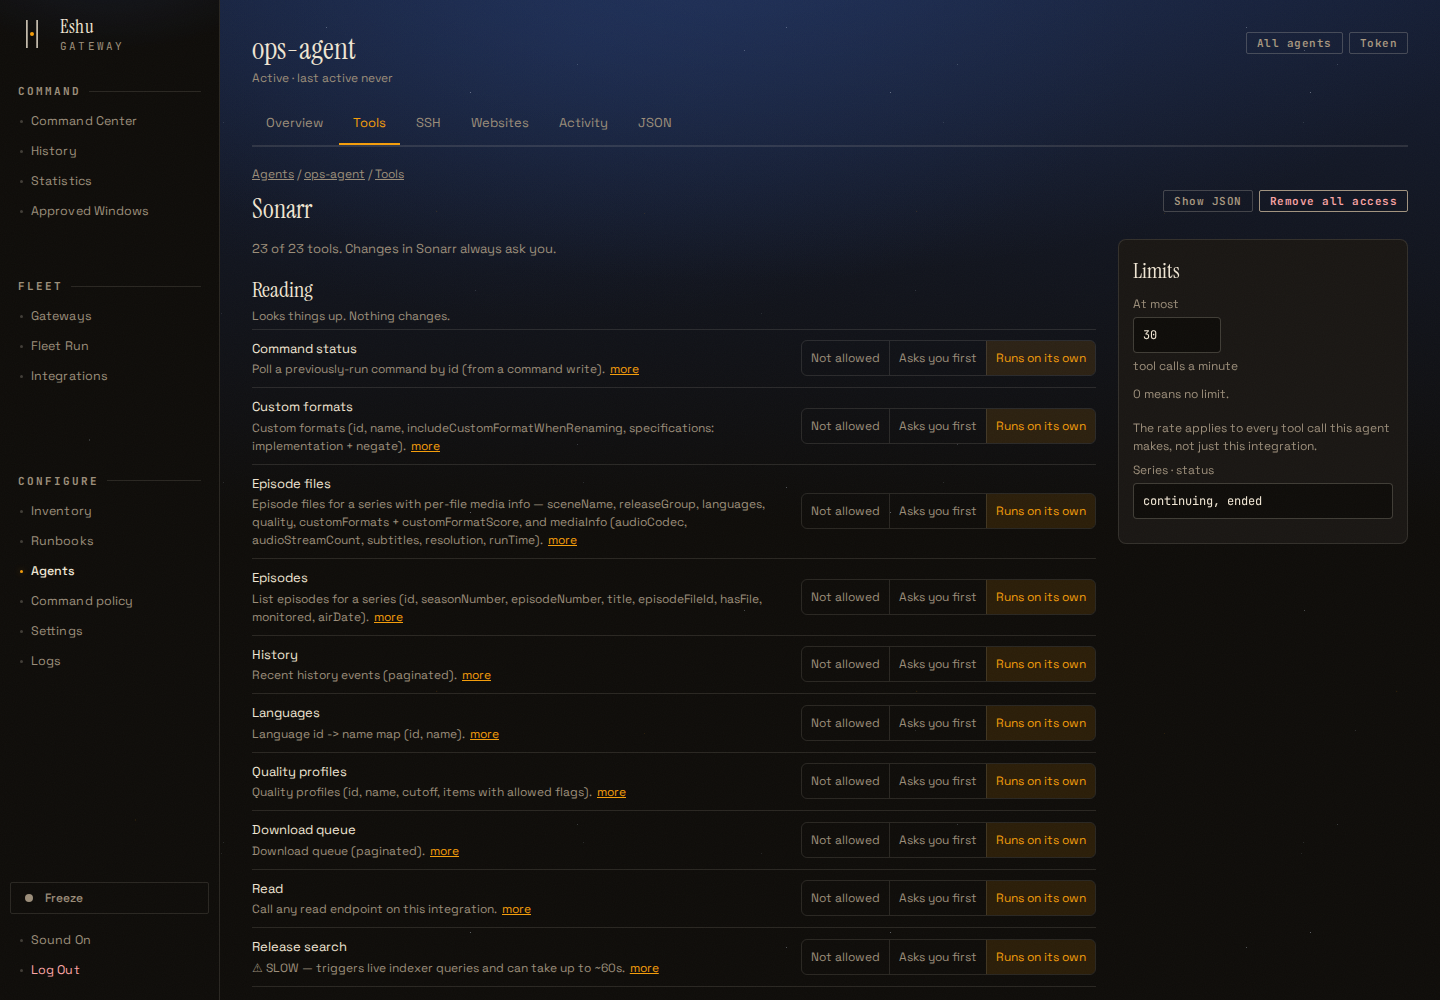 Eshu
GATEWAY
COMMAND
Command Center
History
Statistics
Approved Windows
FLEET
Gateways
Fleet Run
Integrations
CONFIGURE
Inventory
Runbooks
Agents
Command policy
Settings
Logs
Freeze
Sound On
Log Out
ops-agent
Active · last active never
All agents
Token
Overview
Tools
SSH
Websites
Activity
JSON
Agents / ops-agent / Tools
Sonarr
Show JSON
Remove all access
23 of 23 tools. Changes in Sonarr always ask you.
Reading
Looks things up. Nothing changes.
Command status
Poll a previously-run command by id (from a command write). more
Not allowed Asks you first Runs on its own
Custom formats
Custom formats (id, name, includeCustomFormatWhenRenaming, specifications:
implementation + negate). more
Not allowed Asks you first Runs on its own
Episode files
Episode files for a series with per-file media info — sceneName, releaseGroup, languages,
quality, customFormats + customFormatScore, and mediaInfo (audioCodec,
audioStreamCount, subtitles, resolution, runTime). more
Not allowed Asks you first Runs on its own
Episodes
List episodes for a series (id, seasonNumber, episodeNumber, title, episodeFileId, hasFile,
monitored, airDate). more
Not allowed Asks you first Runs on its own
History
Recent history events (paginated). more
Not allowed Asks you first Runs on its own
Languages
Language id -> name map (id, name). more
Not allowed Asks you first Runs on its own
Quality profiles
Quality profiles (id, name, cutoff, items with allowed flags). more
Not allowed Asks you first Runs on its own
Download queue
Download queue (paginated). more
Not allowed Asks you first Runs on its own
Read
Call any read endpoint on this integration. more
Not allowed Asks you first Runs on its own
Release search
⚠ SLOW — triggers live indexer queries and can take up to ~60s. more
Not allowed Asks you first Runs on its own
Limits
At most
30
tool calls a minute
0 means no limit.
The rate applies to every tool call this agent
makes, not just this integration.
Series · status
continuing, ended